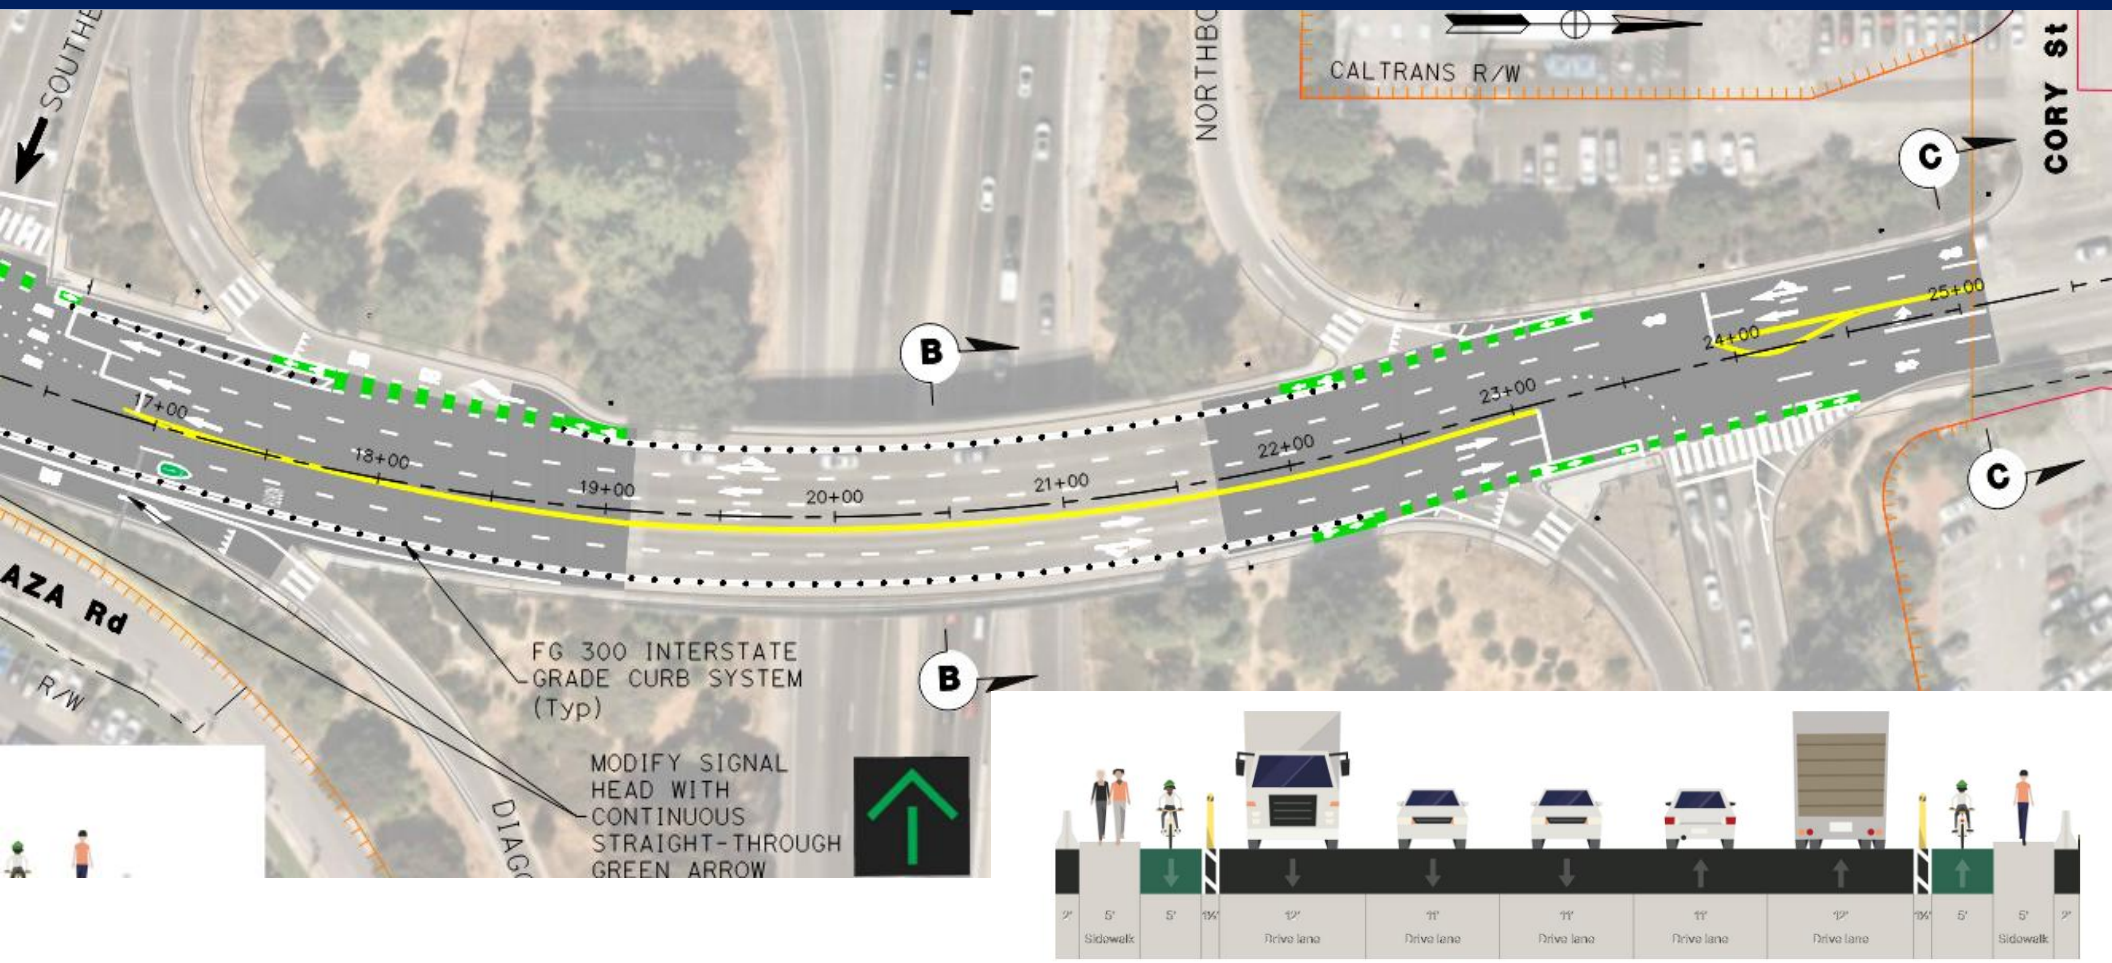 SOUTHE
NORTHBO
CALTRANS R/W
CORY St
C
B
25+00
24+00
23+00
22+00
21+00
20+00
19+00
18+00
17+00
C
B
AZA Rd
R/W
FG 300 INTERSTATE
GRADE CURB SYSTEM
(Typ)
MODIFY SIGNAL
HEAD WITH
CONTINUOUS
STRAIGHT-THROUGH
GREEN ARROW
DIAGO
2' 5' 5' 12' 11' 11' 11' 12' 5' 5' 2'
Sidewalk Drive lane Drive lane Drive lane Drive lane Drive lane Sidewalk